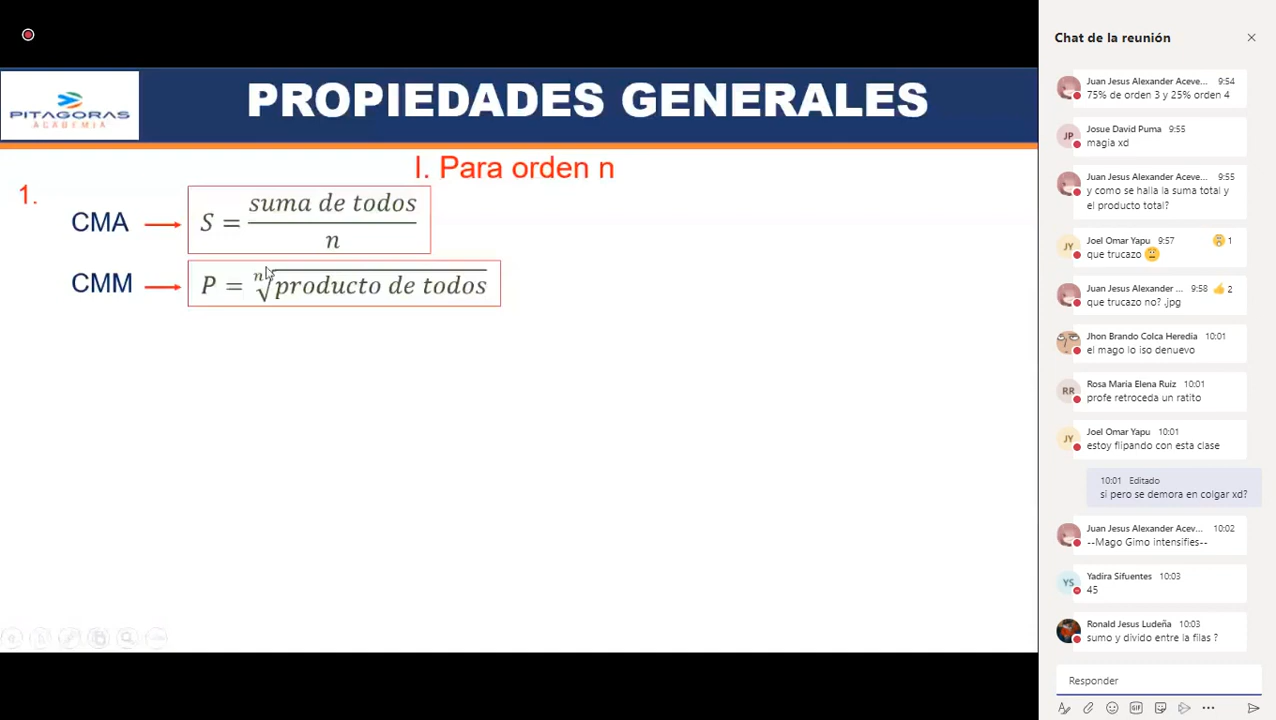 PITAGORAS
ACADEMIA
PROPIEDADES GENERALES
I. Para orden n
1.
CMA
S = suma de todos / n
CMM
P = ⁿ√producto de todos
Chat de la reunión
Juan Jesus Alexander Aceve... 9:54
75% de orden 3 y 25% orden 4
JP
Josue David Puma 9:55
magia xd
Juan Jesus Alexander Aceve... 9:55
y como se halla la suma total y
el producto total?
JY
Joel Omar Yapu 9:57
1
que trucazo
Juan Jesus Alexander ... 9:58
2
que trucazo no? .jpg
Jhon Brando Colca Heredia 10:01
el mago lo iso denuevo
RR
Rosa Maria Elena Ruiz 10:01
profe retroceda un ratito
JY
Joel Omar Yapu 10:01
estoy flipando con esta clase
10:01 Editado
si pero se demora en colgar xd?
Juan Jesus Alexander Acev... 10:02
--Mago Gimo intensifies--
YS
Yadira Sifuentes 10:03
45
Ronald Jesus Ludeña 10:03
sumo y divido entre la filas ?
Responder
GIF